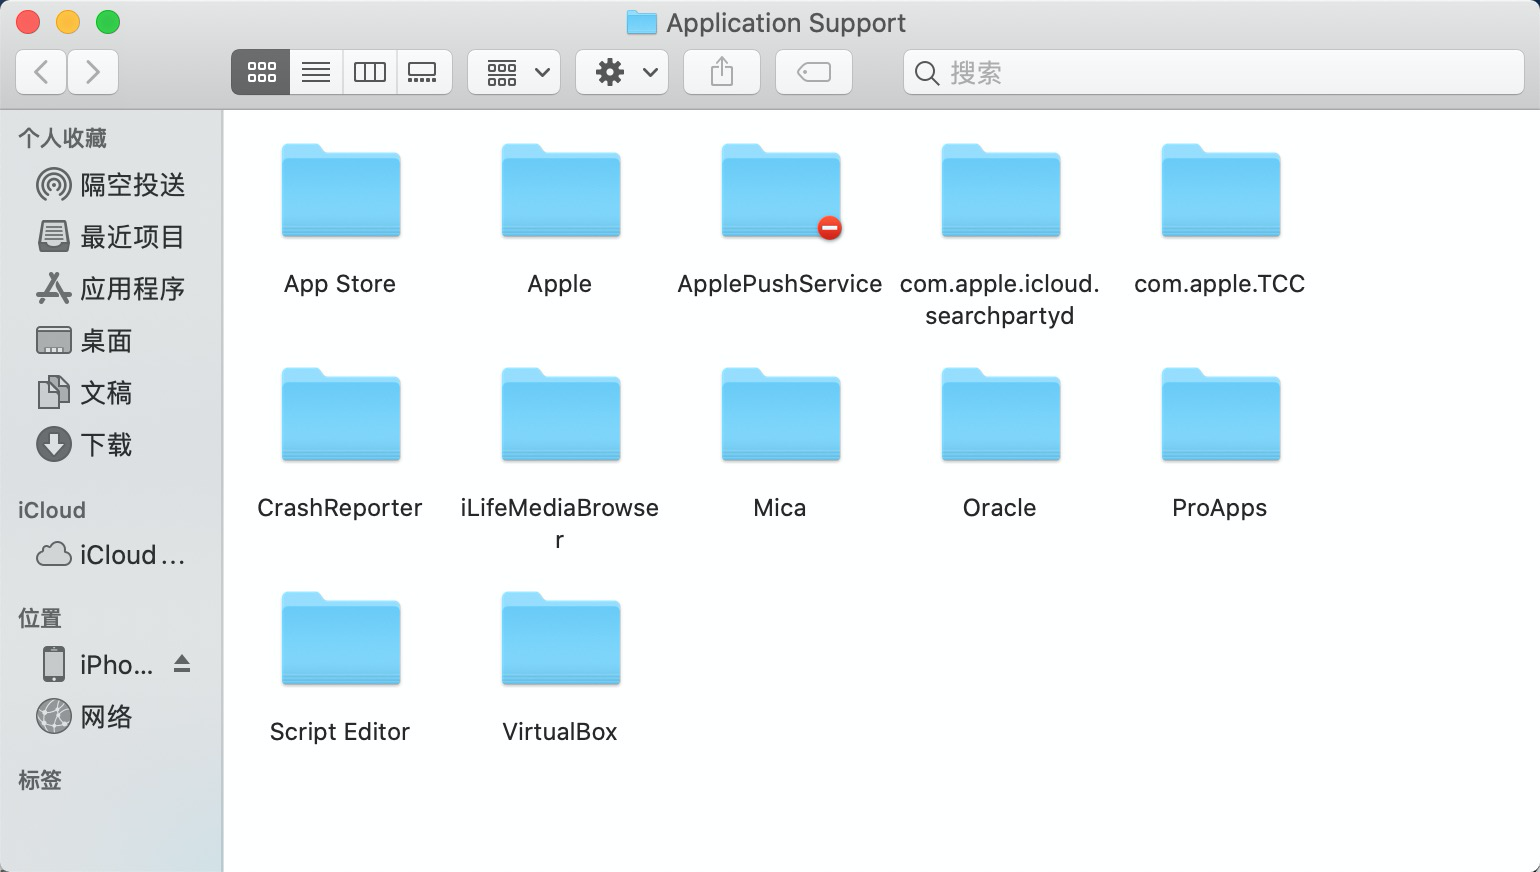 Application Support
搜索
个人收藏
隔空投送
最近项目
应用程序
桌面
文稿
下载
iCloud
iCloud…
位置
iPho…
网络
标签
App Store
Apple
ApplePushService
com.apple.icloud.
searchpartyd
com.apple.TCC
CrashReporter
iLifeMediaBrowse
r
Mica
Oracle
ProApps
Script Editor
VirtualBox